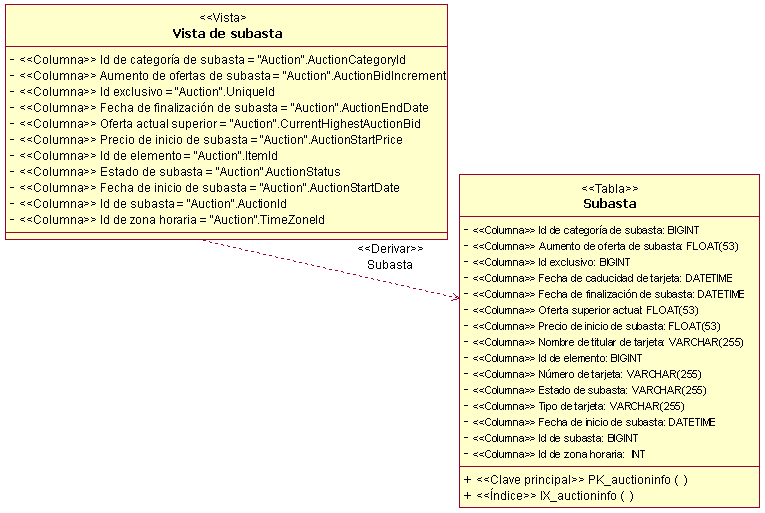 <<Vista>
Vista de subasta
- <<Columna>> Id de categoría de subasta = "Auction".AuctionCategoryId
- <<Columna>> Aumento de ofertas de subasta = "Auction".AuctionBidIncrement
- <<Columna>> Id exclusivo = "Auction".UniqueId
- <<Columna>> Fecha de finalización de subasta = "Auction".AuctionEndDate
- <<Columna>> Oferta actual superior = "Auction".CurrentHighestAuctionBid
- <<Columna>> Precio de inicio de subasta = "Auction".AuctionStartPrice
- <<Columna>> Id de elemento = "Auction".ItemId
- <<Columna>> Estado de subasta = "Auction".AuctionStatus
- <<Columna>> Fecha de inicio de subasta = "Auction".AuctionStartDate
- <<Columna>> Id de subasta = "Auction".AuctionId
- <<Columna>> Id de zona horaria = "Auction".TimeZoneId
<<Derivar>>
Subasta
<<Tabla>>
Subasta
- <<Columna>> Id de categoría de subasta: BIGINT
- <<Columna>> Aumento de oferta de subasta: FLOAT(53)
- <<Columna>> Id exclusivo: BIGINT
- <<Columna>> Fecha de caducidad de tarjeta: DATETIME
- <<Columna>> Fecha de finalización de subasta: DATETIME
- <<Columna>> Oferta superior actual: FLOAT(53)
- <<Columna>> Precio de inicio de subasta: FLOAT(53)
- <<Columna>> Nombre de titular de tarjeta: VARCHAR(255)
- <<Columna>> Id de elemento: BIGINT
- <<Columna>> Número de tarjeta: VARCHAR(255)
- <<Columna>> Estado de subasta: VARCHAR(255)
- <<Columna>> Tipo de tarjeta: VARCHAR(255)
- <<Columna>> Fecha de inicio de subasta: DATETIME
- <<Columna>> Id de subasta: BIGINT
- <<Columna>> Id de zona horaria: INT
+ <<Clave principal>> PK_auctioninfo ( )
+ <<Índice>> IX_auctioninfo ( )